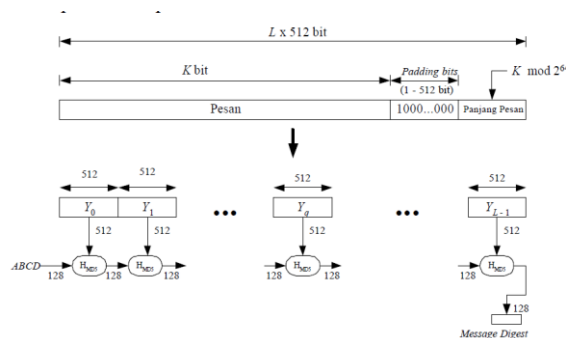 L x 512 bit
K bit
Padding bits
(1 - 512 bit)
K mod 2^64
Pesan
1000...000
Panjang Pesan
512 512 512 512
Y0 Y1 ... Yq ... YL - 1
512 512 512 512
ABCD HMD5 HMD5 HMD5 HMD5
128 128 128 128 128 128
128
Message Digest